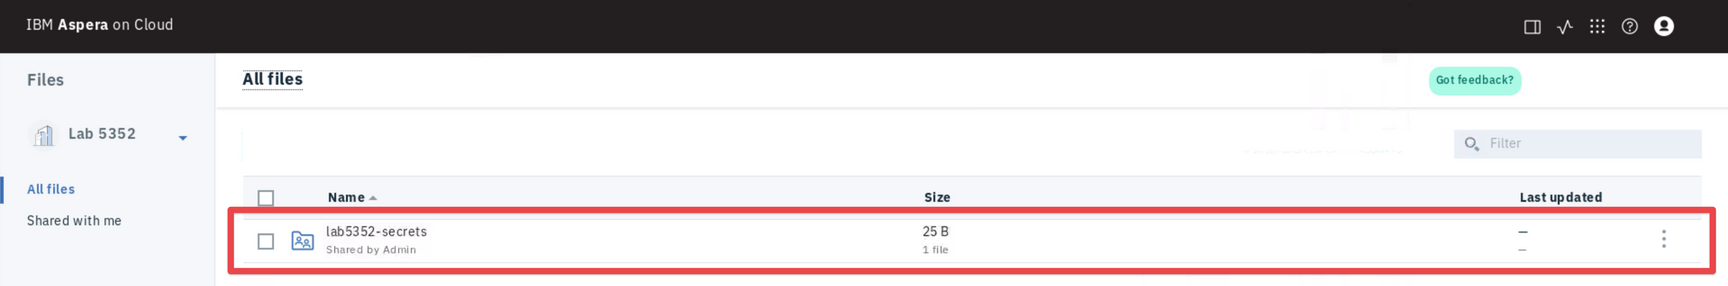 IBM Aspera on Cloud
Files
All files
Got feedback?
Lab 5352
Filter
All files
Shared with me
Name Size Last updated
lab5352-secrets 25 B —
Shared by Admin 1 file —